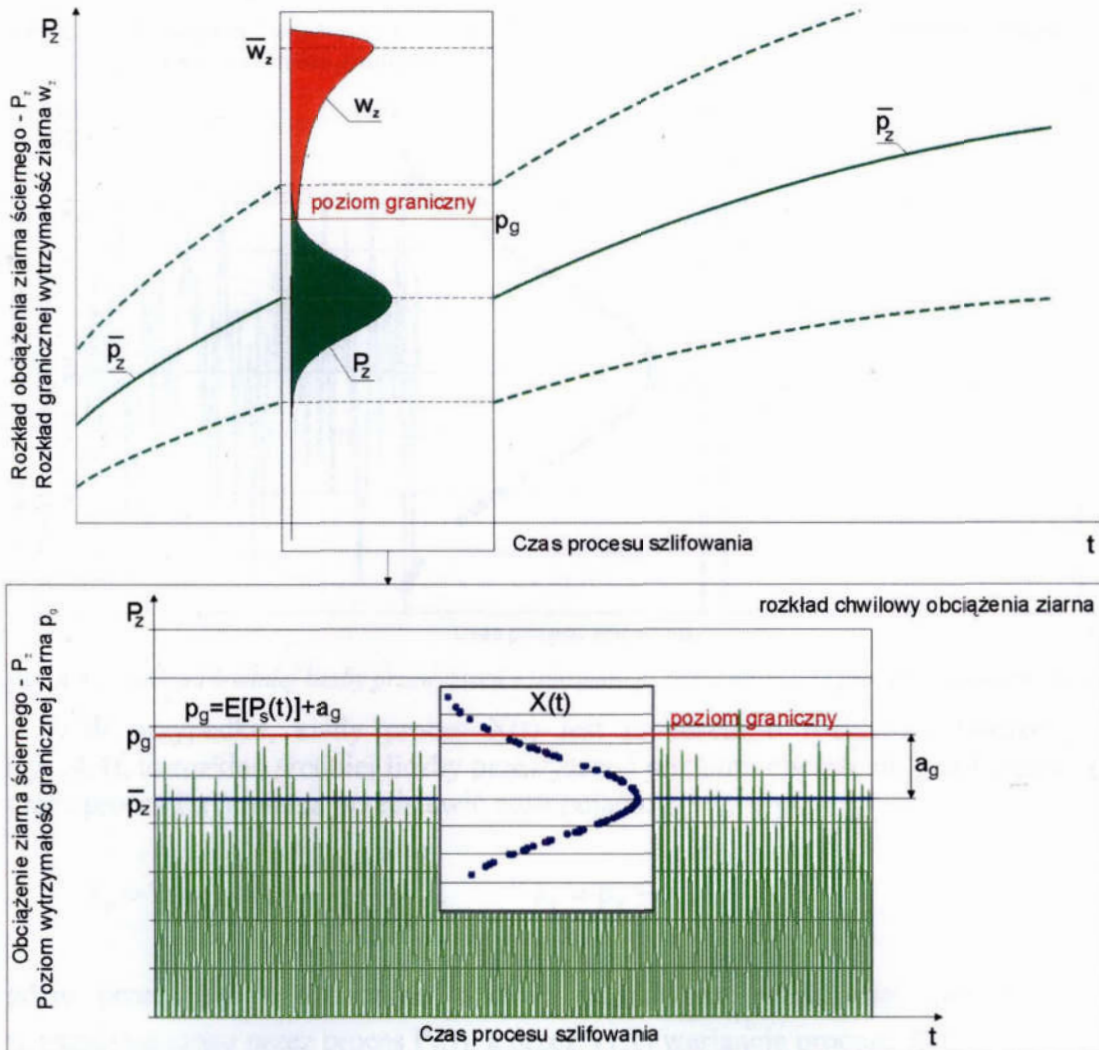 P_z
Rozkład obciążenia ziarna ściernego - P_z
Rozkład granicznej wytrzymałość ziarna w_z
w̅_z
w_z
poziom graniczny
p_g
p̅_z
p̅_z
P_z
Czas procesu szlifowania
t
P_z
rozkład chwilowy obciążenia ziarna
Obciążenie ziarna ściernego - P_z
Poziom wytrzymałość granicznej ziarna p_g
p_g=E[P_s(t)]+a_g
X(t)
poziom graniczny
p_g
a_g
p̅_z
Czas procesu szlifowania
t